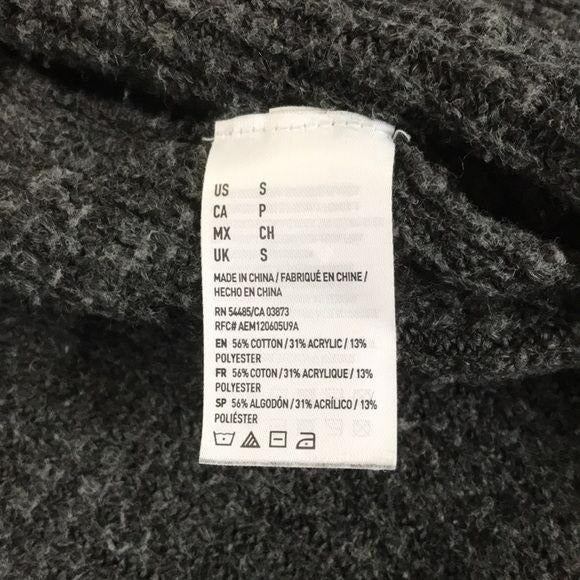 US S
CA P
MX CH
UK S
MADE IN CHINA / FABRIQUÉ EN CHINE /
HECHO EN CHINA
RN 54485/CA 03873
RFC# AEM120605U9A
EN 56% COTTON / 31% ACRYLIC / 13%
POLYESTER
FR 56% COTON / 31% ACRYLIQUE / 13%
POLYESTER
SP 56% ALGODÓN / 31% ACRÍLICO / 13%
POLIÉSTER